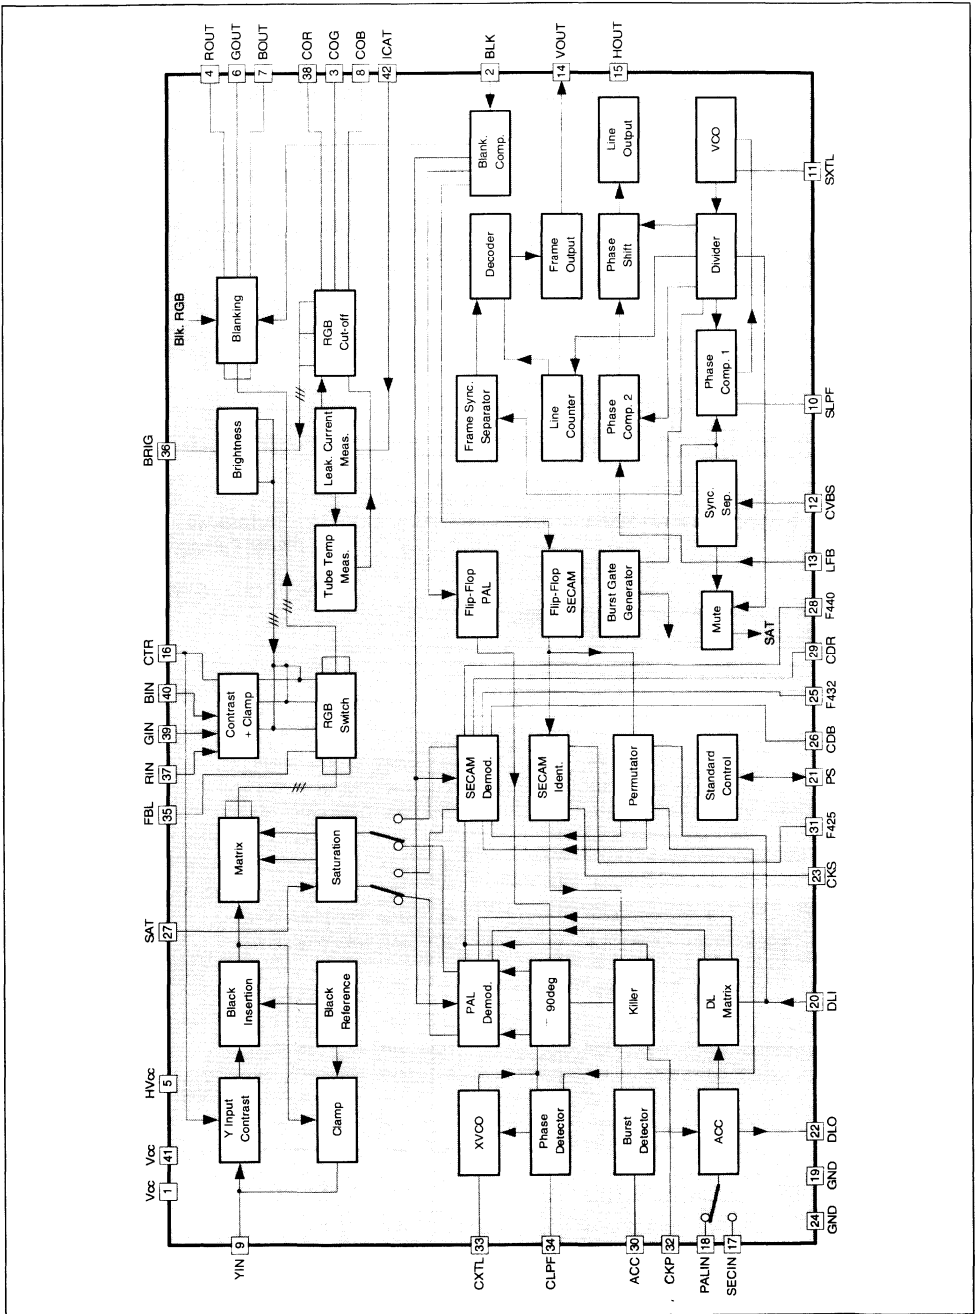 ROUT
GOUT
BOUT
COR
COG
COB
ICAT
BLK
VOUT
HOUT
4
6
7
38
3
8
42
2
14
15
Blk. RGB
Blanking
RGB
Cut-off
Blank.
Comp.
Decoder
Frame
Output
Line
Output
Phase
Shift
VCO
Divider
11
SXTL
BRIG
36
Brightness
Leak. Current
Meas.
Tube Temp
Meas.
Frame Sync.
Separator
Line
Counter
Phase
Comp. 2
Phase
Comp. 1
10
SLPF
Sync.
Sep.
12
CVBS
13
LFB
Flip-Flop
PAL
Flip-Flop
SECAM
Burst Gate
Generator
Mute
SAT
28
F440
29
CDR
25
F432
26
CDB
21
PS
31
F425
23
CKS
CTR
16
BIN
40
GIN
39
RIN
37
FBL
35
Contrast
+ Clamp
RGB
Switch
SECAM
Demod.
SECAM
Ident.
Permutator
Standard
Control
Matrix
Saturation
SAT
27
Black
Insertion
Black
Reference
PAL
Demod.
90deg
Killer
DL
Matrix
20
DLI
HVcc
5
Vcc
41
Vcc
1
Y Input
Contrast
Clamp
XVCO
Phase
Detector
Burst
Detector
ACC
22
DLO
19
GND
24
GND
9
YIN
33
CXTL
34
CLPF
30
ACC
32
CKP
18
PALIN
17
SECIN